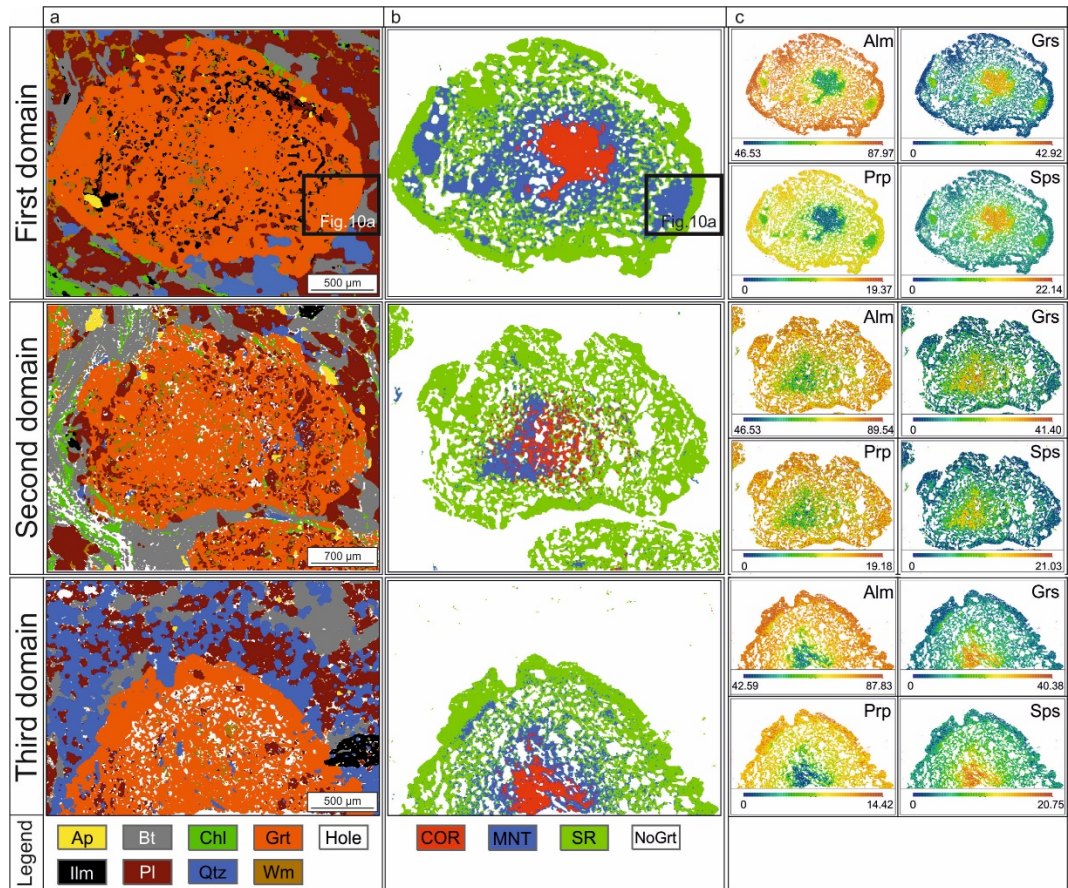 a
b
c
First domain
Fig.10a
500 µm
Fig.10a
Alm
46.53 87.97
Grs
0 42.92
Prp
0 19.37
Sps
0 22.14
Second domain
700 µm
Alm
46.53 89.54
Grs
0 41.40
Prp
0 19.18
Sps
0 21.03
Third domain
500 µm
Alm
42.59 87.83
Grs
0 40.38
Prp
0 14.42
Sps
0 20.75
Legend
Ap Bt Chl Grt Hole
Ilm Pl Qtz Wm
COR MNT SR NoGrt